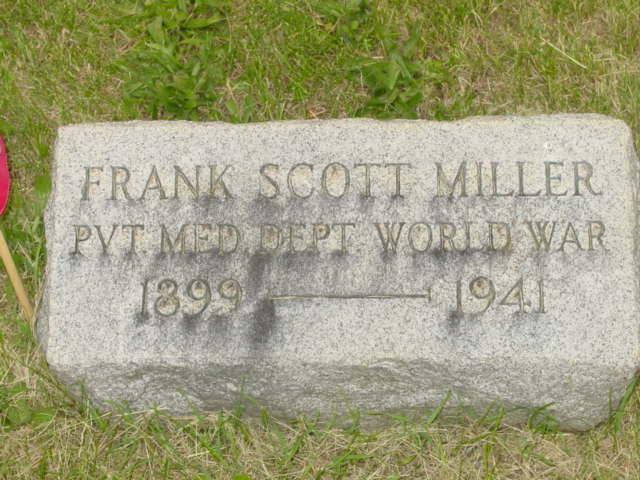 FRANK SCOTT MILLER
PVT. MED. DEPT. WORLD WAR
1899 — 1941